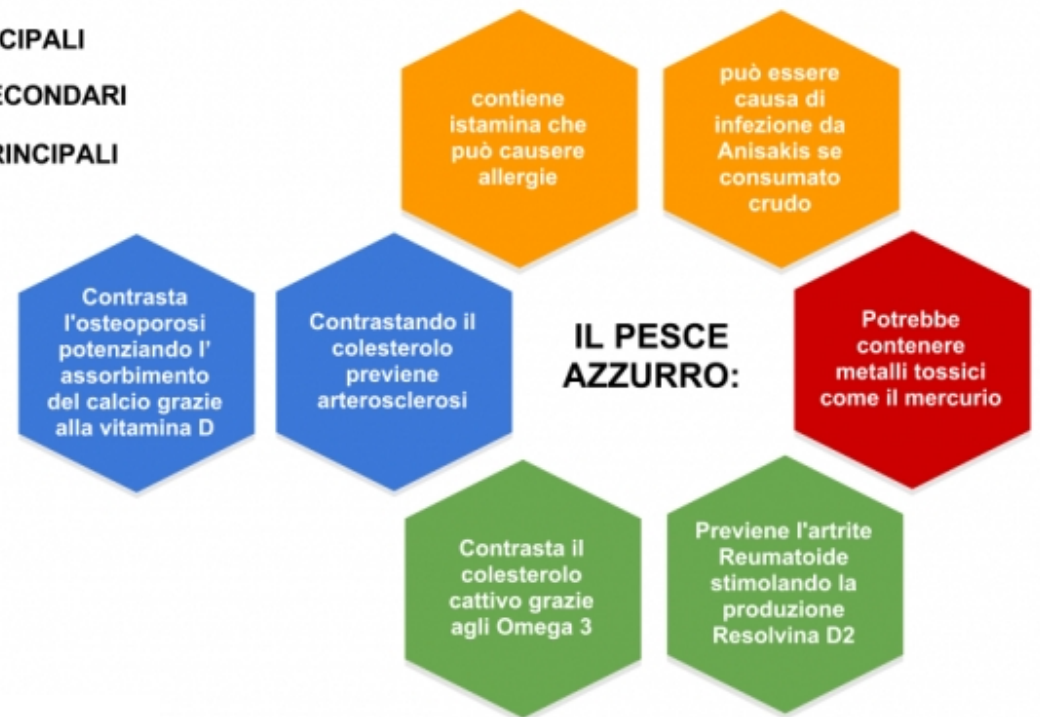 CIPALI
ECONDARI
RINCIPALI
contiene
istamina che
può causere
allergie
può essere
causa di
infezione da
Anisakis se
consumato
crudo
Contrasta
l'osteoporosi
potenziando l'
assorbimento
del calcio grazie
alla vitamina D
Contrastando il
colesterolo
previene
arterosclerosi
IL PESCE
AZZURRO:
Potrebbe
contenere
metalli tossici
come il mercurio
Contrasta il
colesterolo
cattivo grazie
agli Omega 3
Previene l'artrite
Reumatoide
stimolando la
produzione
Resolvina D2